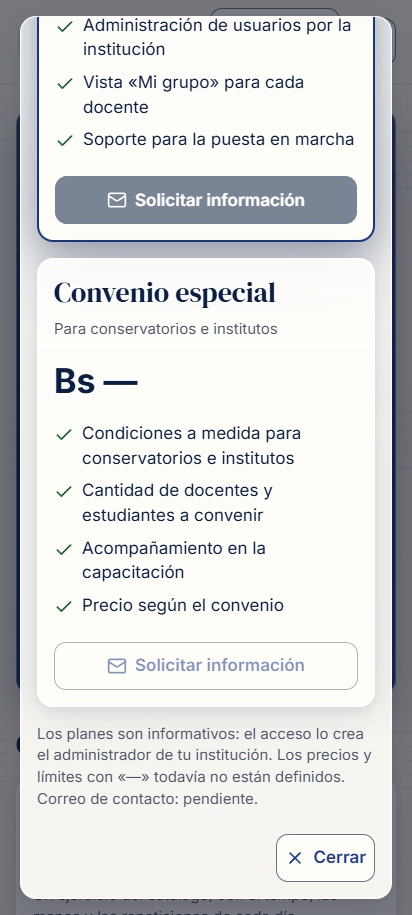 Administración de usuarios por la
institución
Vista «Mi grupo» para cada
docente
Soporte para la puesta en marcha
Solicitar información
Convenio especial
Para conservatorios e institutos
Bs —
Condiciones a medida para
conservatorios e institutos
Cantidad de docentes y
estudiantes a convenir
Acompañamiento en la
capacitación
Precio según el convenio
Solicitar información
Los planes son informativos: el acceso lo crea
el administrador de tu institución. Los precios y
límites con «—» todavía no están definidos.
Correo de contacto: pendiente.
Cerrar